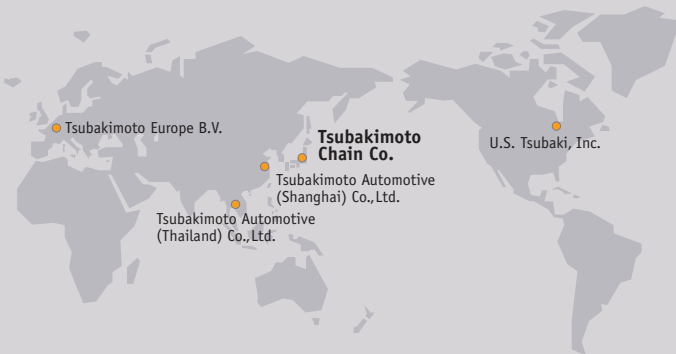 Tsubakimoto Europe B.V.
Tsubakimoto
Chain Co.
U.S. Tsubaki, Inc.
Tsubakimoto Automotive
(Shanghai) Co.,Ltd.
Tsubakimoto Automotive
(Thailand) Co.,Ltd.